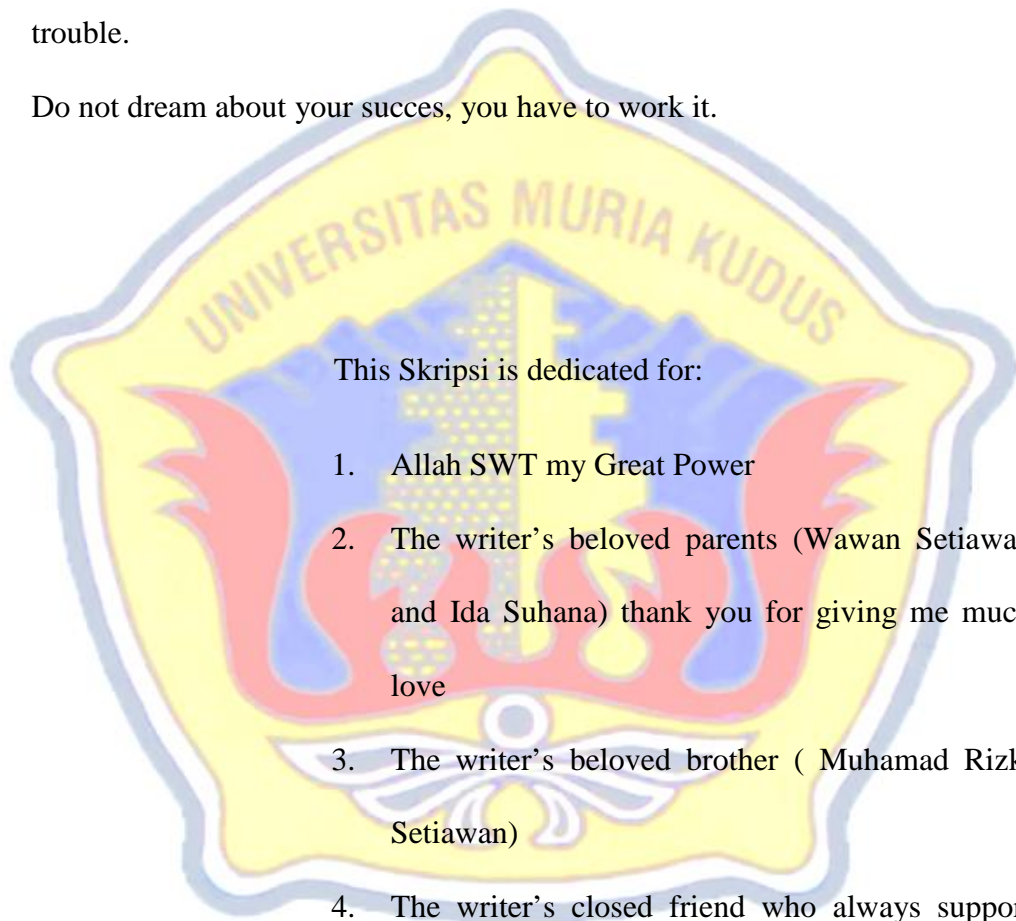 trouble.
Do not dream about your succes, you have to work it.
UNIVERSITAS MURIA KUDUS
This Skripsi is dedicated for:
1. Allah SWT my Great Power
2. The writer’s beloved parents (Wawan Setiawa
and Ida Suhana) thank you for giving me muc
love
3. The writer’s beloved brother ( Muhamad Rizk
Setiawan)
4. The writer’s closed friend who always suppor